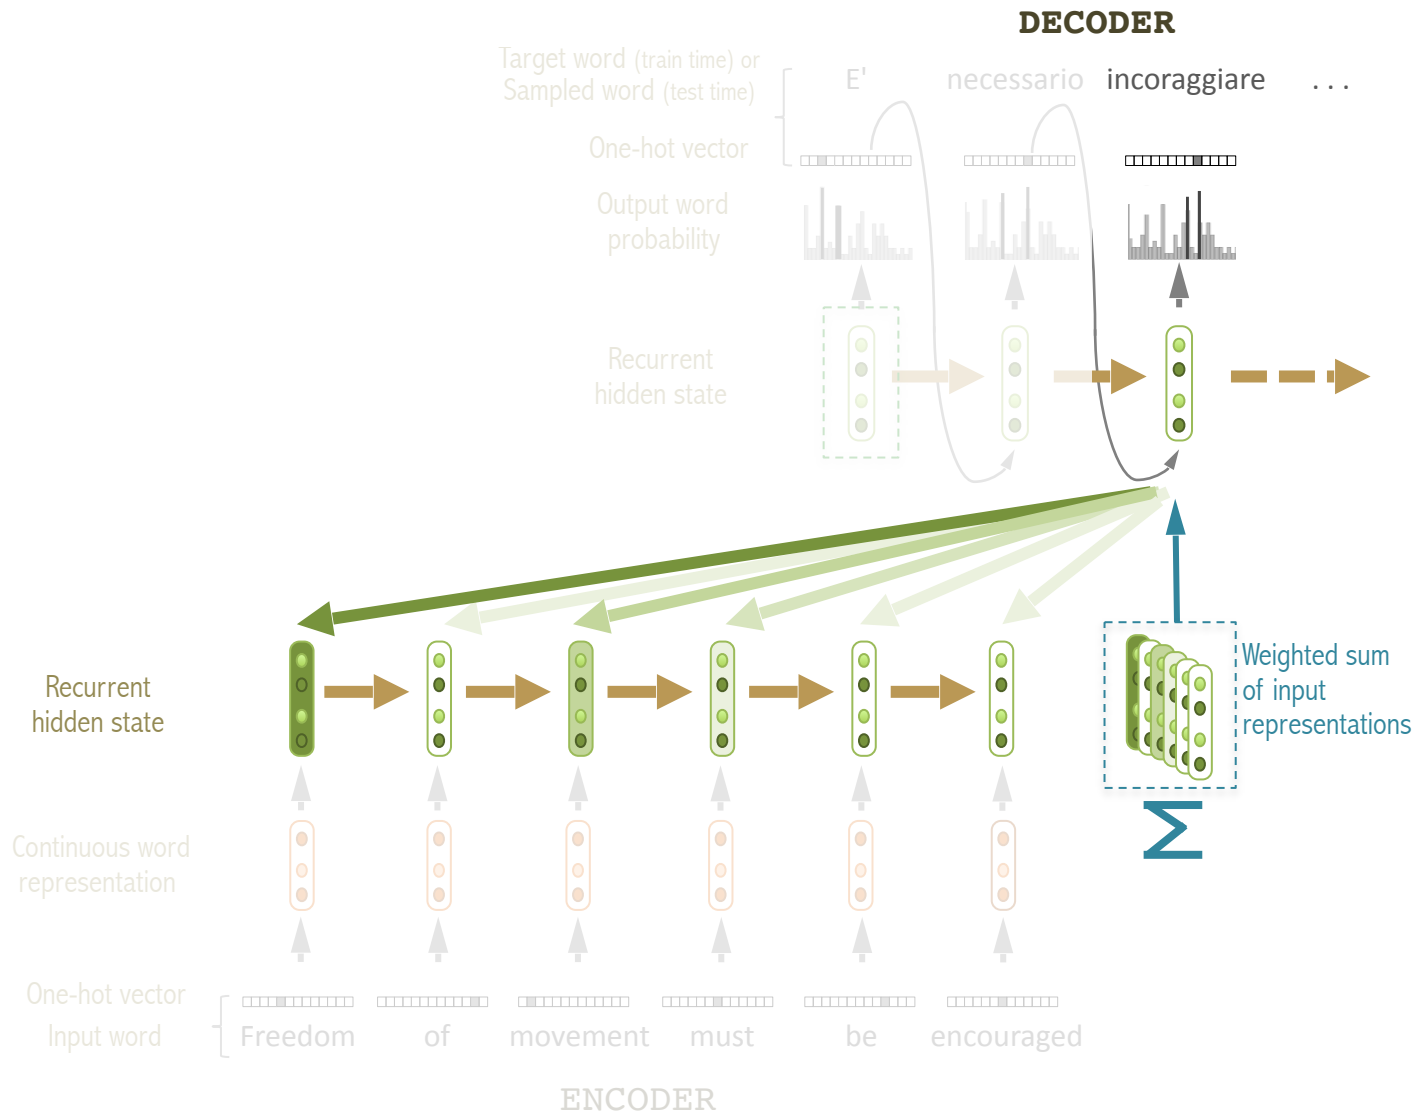 DECODER
Target word (train time) or
Sampled word (test time)
E' necessario incoraggiare ...
One-hot vector
Output word
probability
Recurrent
hidden state
Recurrent
hidden state
Weighted sum
of input
representations
Σ
Continuous word
representation
One-hot vector
Input word
Freedom of movement must be encouraged
ENCODER